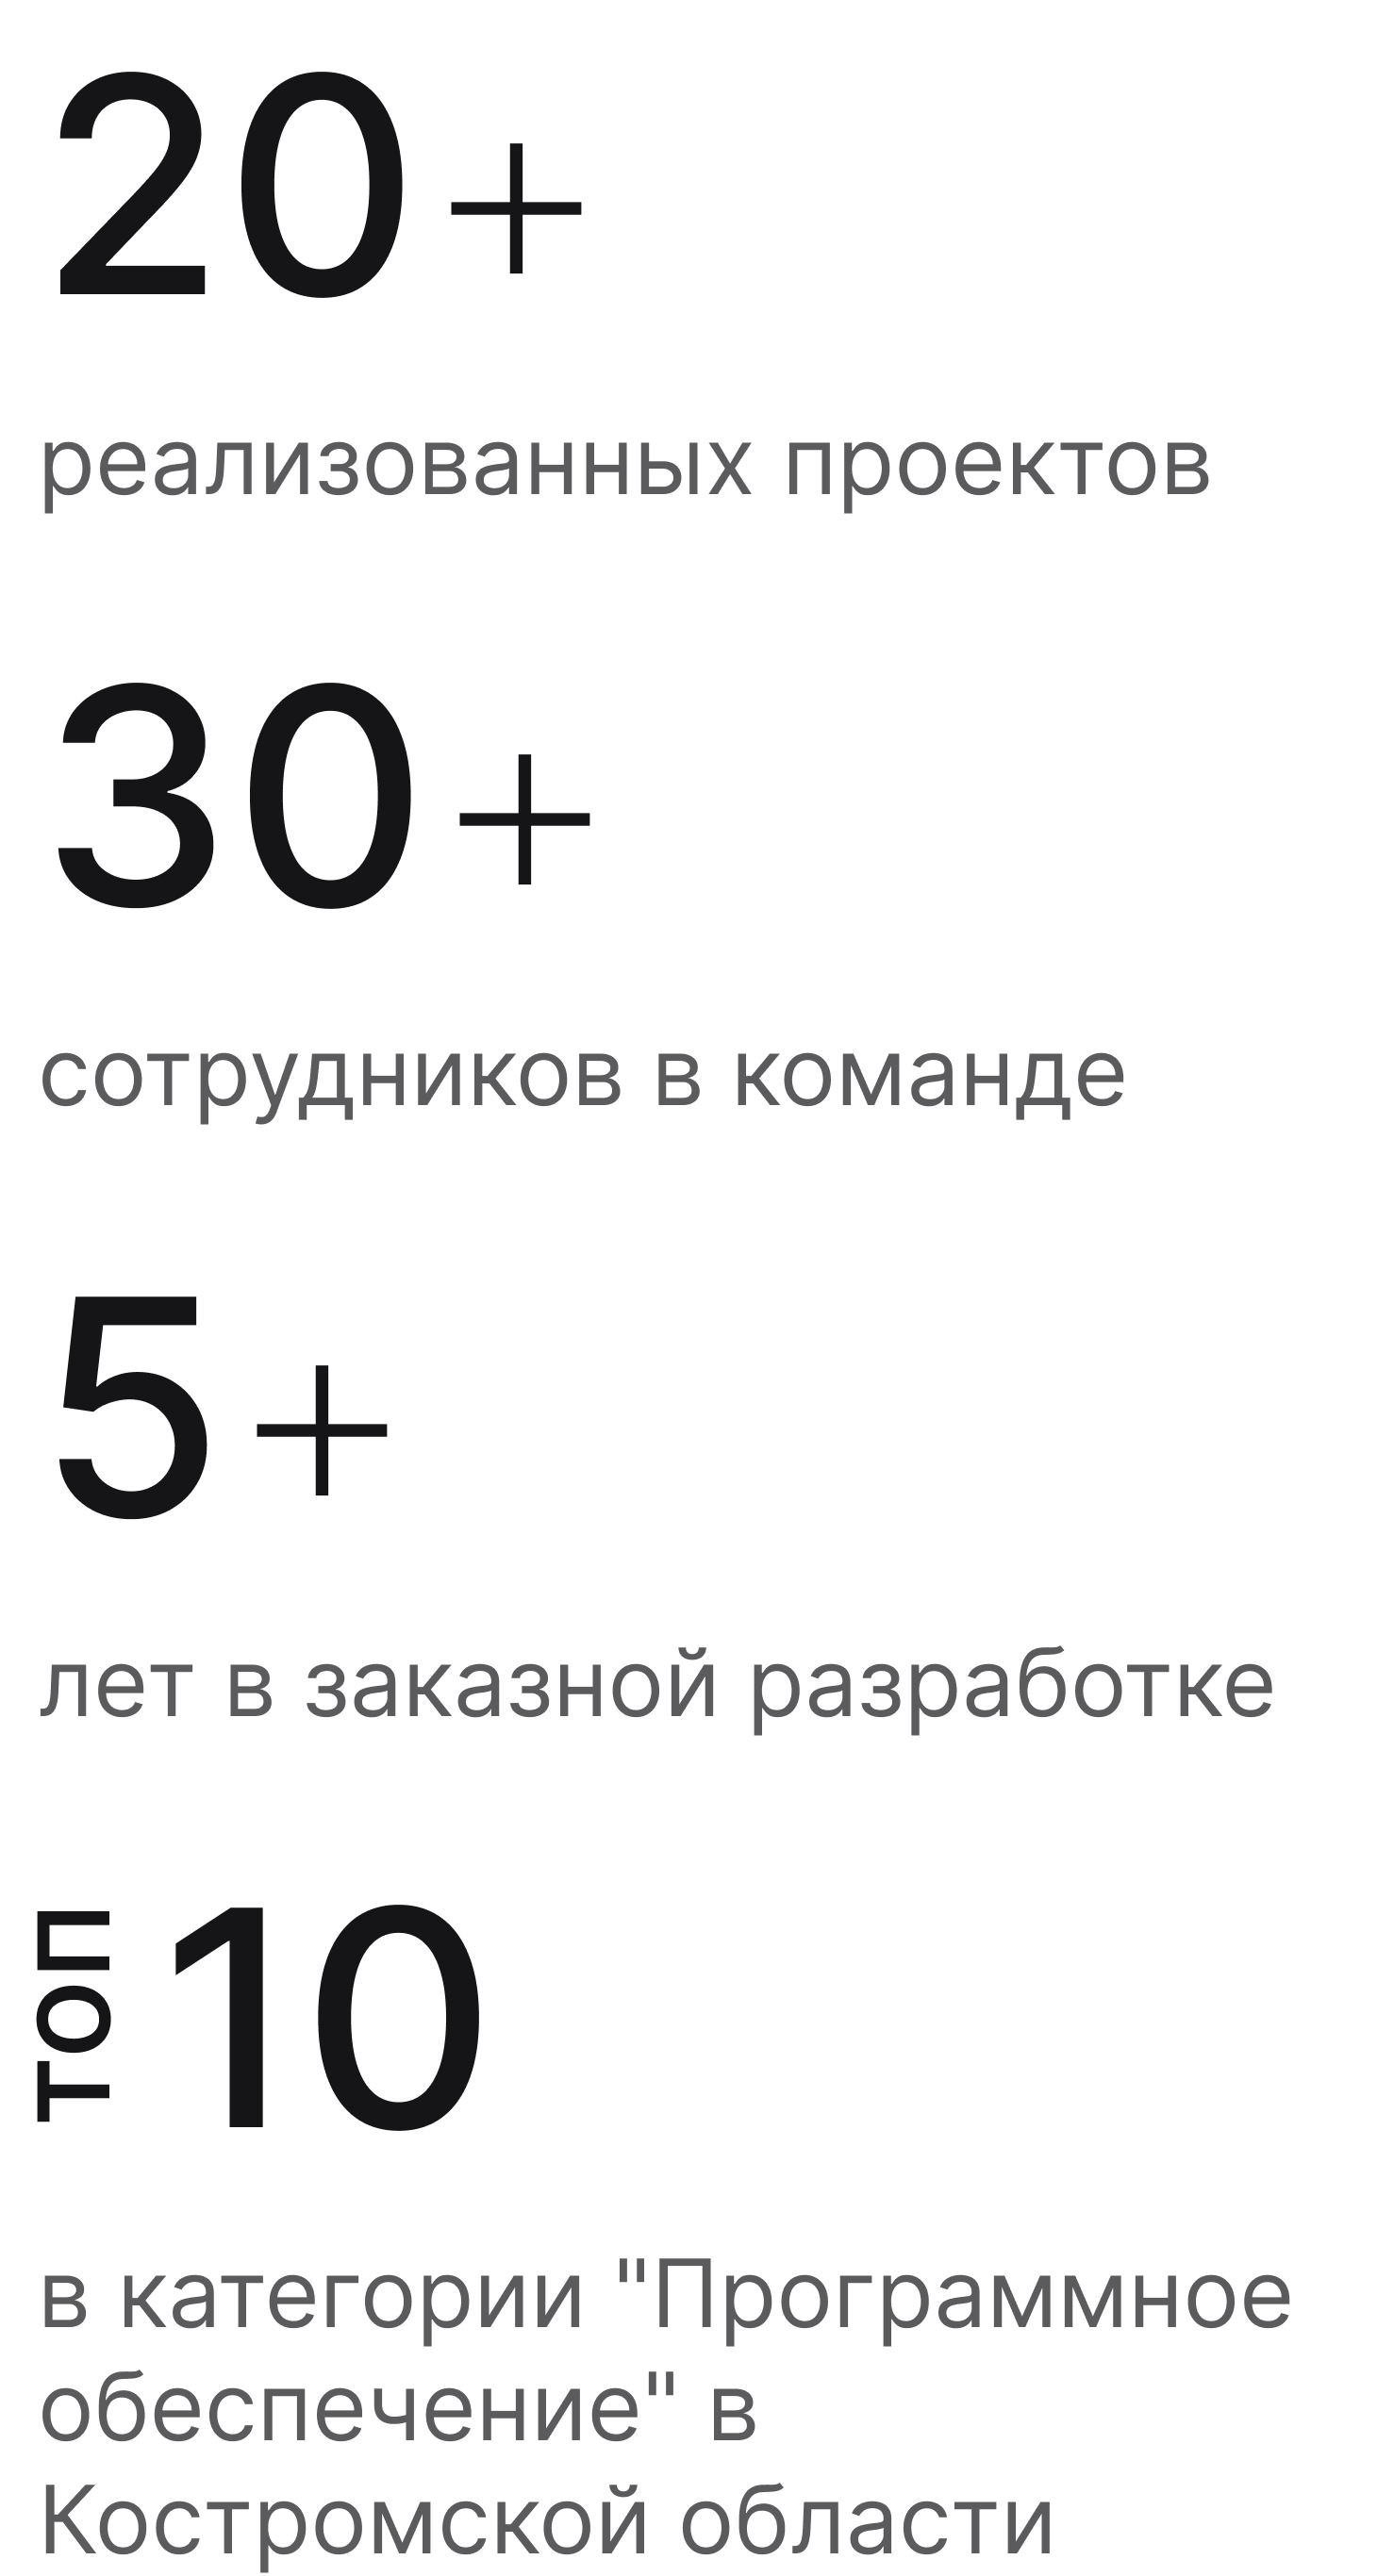 20+
реализованных проектов
30+
сотрудников в команде
5+
лет в заказной разработке
ТОП 10
в категории "Программное
обеспечение" в
Костромской области